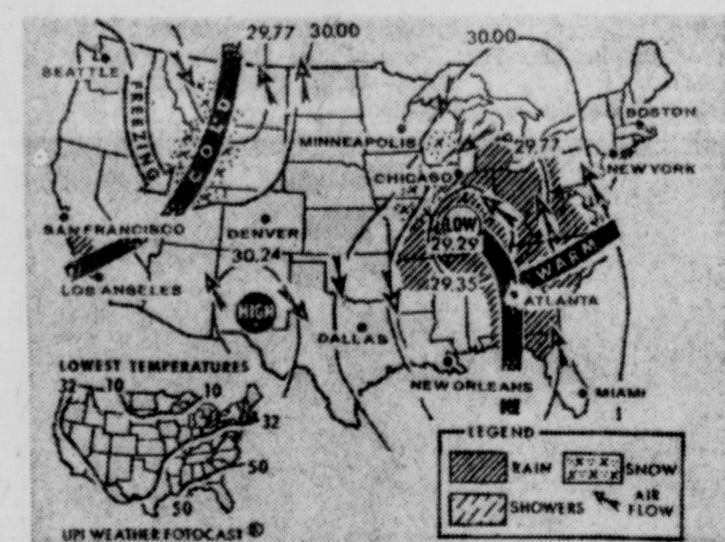 29.77 30.00
30.00
SEATTLE
FREEZING
COLD
BOSTON
MINNEAPOLIS
29.77
NEW YORK
CHICAGO
SAN FRANCISCO
DENVER
LOW
29.29
WARM
30.24
29.35
LOS ANGELES
ATLANTA
HIGH
DALLAS
NEW ORLEANS
MIAMI
LOWEST TEMPERATURES
32 10 10
32
50
50
LEGEND
RAIN
SNOW
SHOWERS
AIR
FLOW
UPI WEATHER FOTOCAST ®